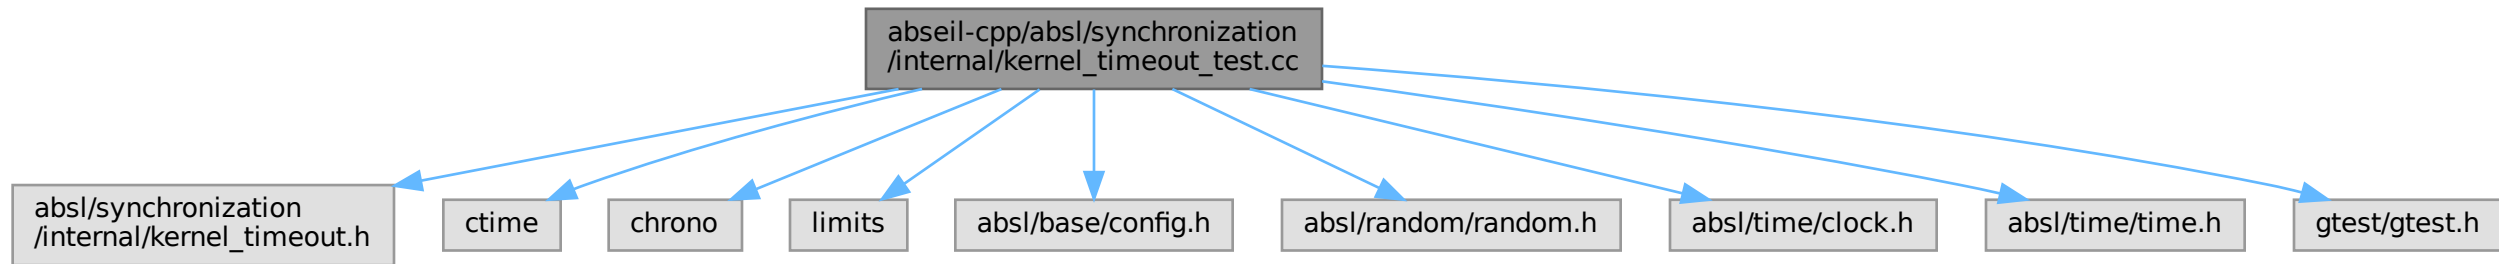 abseil-cpp/absl/synchronization
/internal/kernel_timeout_test.cc
absl/synchronization
/internal/kernel_timeout.h
ctime
chrono
limits
absl/base/config.h
absl/random/random.h
absl/time/clock.h
absl/time/time.h
gtest/gtest.h